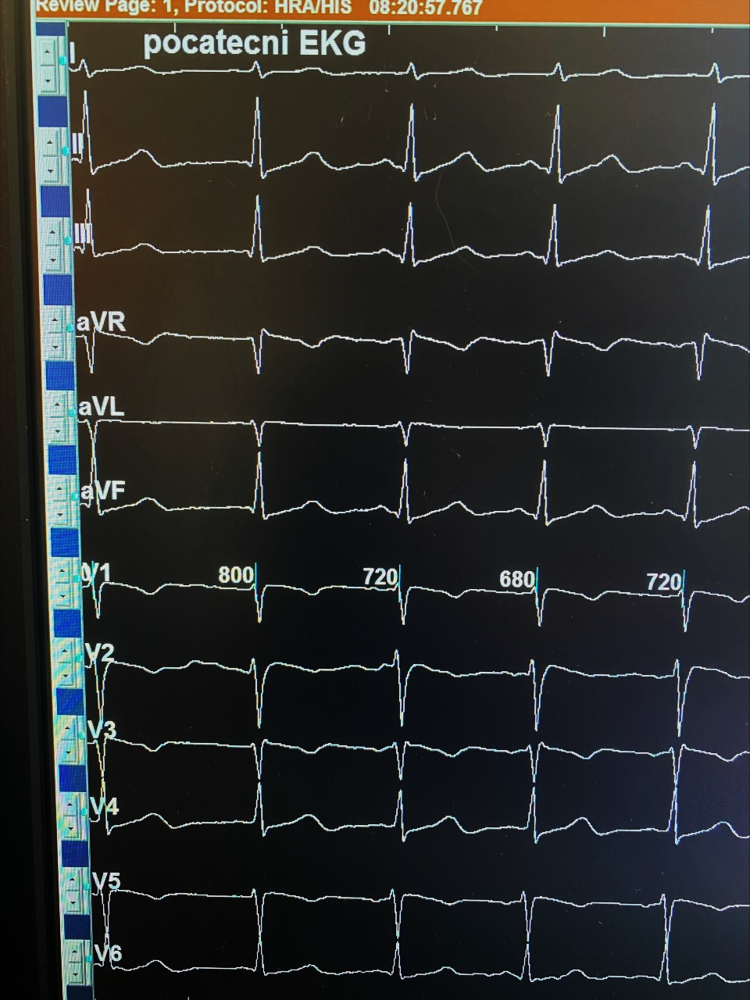 Review Page: 1, Protocol: HRA/HIS 08:20:57.767
pocatecni EKG
I
II
III
aVR
aVL
aVF
V1
800 720 680 720
V2
V3
V4
V5
V6